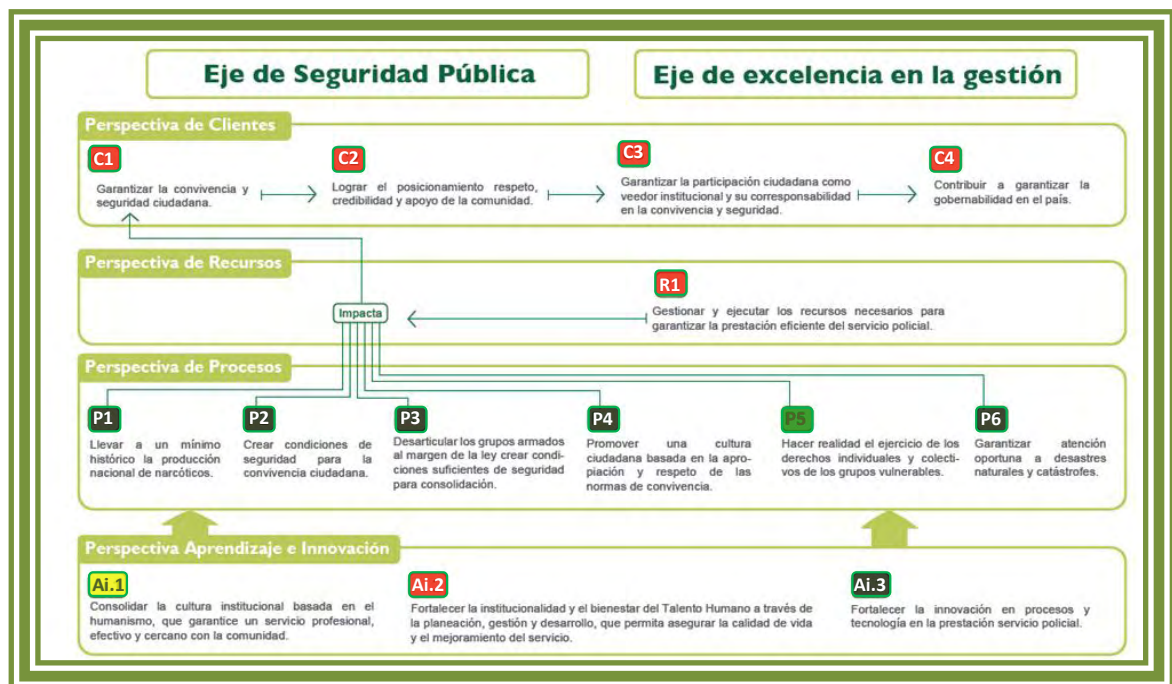 Eje de Seguridad Pública
Eje de excelencia en la gestión
Perspectiva de Clientes
C1
Garantizar la convivencia y
seguridad ciudadana.
C2
Lograr el posicionamiento respeto,
credibilidad y apoyo de la comunidad.
C3
Garantizar la participación ciudadana como
veedor institucional y su corresponsabilidad
en la convivencia y seguridad.
C4
Contribuir a garantizar la
gobernabilidad en el país.
Perspectiva de Recursos
Impacta
R1
Gestionar y ejecutar los recursos necesarios para
garantizar la prestación eficiente del servicio policial.
Perspectiva de Procesos
P1
Llevar a un mínimo
histórico la producción
nacional de narcóticos.
P2
Crear condiciones de
seguridad para la
convivencia ciudadana.
P3
Desarticular los grupos armados
al margen de la ley crear condi-
ciones suficientes de seguridad
para consolidación.
P4
Promover una cultura
ciudadana basada en la apro-
piación y respeto de las
normas de convivencia.
P5
Hacer realidad el ejercicio de los
derechos individuales y colecti-
vos de los grupos vulnerables.
P6
Garantizar atención
oportuna a desastres
naturales y catástrofes.
Perspectiva Aprendizaje e Innovación
Ai.1
Consolidar la cultura institucional basada en el
humanismo, que garantice un servicio profesional,
efectivo y cercano con la comunidad.
Ai.2
Fortalecer la institucionalidad y el bienestar del Talento Humano a través de
la planeación, gestión y desarrollo, que permita asegurar la calidad de vida
y el mejoramiento del servicio.
Ai.3
Fortalecer la innovación en procesos y
tecnología en la prestación servicio policial.